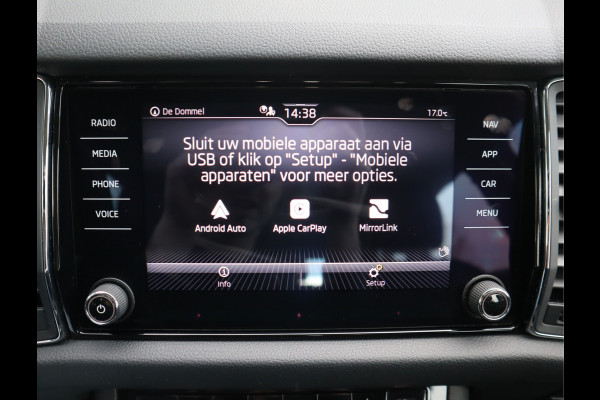 De Dommel 14:38 17.0°C
RADIO
MEDIA
PHONE
VOICE
Sluit uw mobiele apparaat aan via
USB of klik op "Setup" - "Mobiele
apparaten" voor meer opties.
Android Auto Apple CarPlay MirrorLink
Info Setup
NAV
APP
CAR
MENU